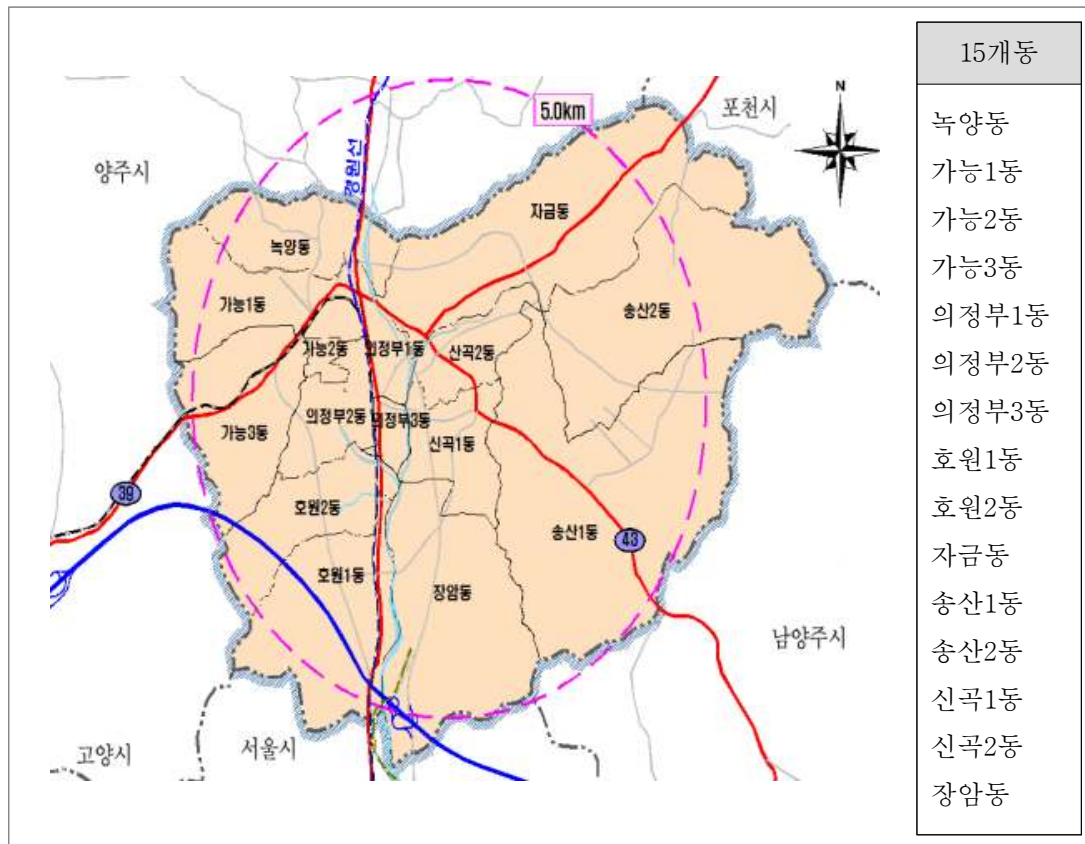 15개동
녹양동
가능1동
가능2동
가능3동
의정부1동
의정부2동
의정부3동
호원1동
호원2동
자금동
송산1동
송산2동
신곡1동
신곡2동
장암동
5.0km
N
포천시
양주시
경원선
자금동
녹양동
가능1동
송산2동
가능2동
의정부1동
산곡2동
의정부2동
의정부3동
가능3동
신곡1동
39
호원2동
송산1동
43
호원1동
장암동
남양주시
고양시
서울시